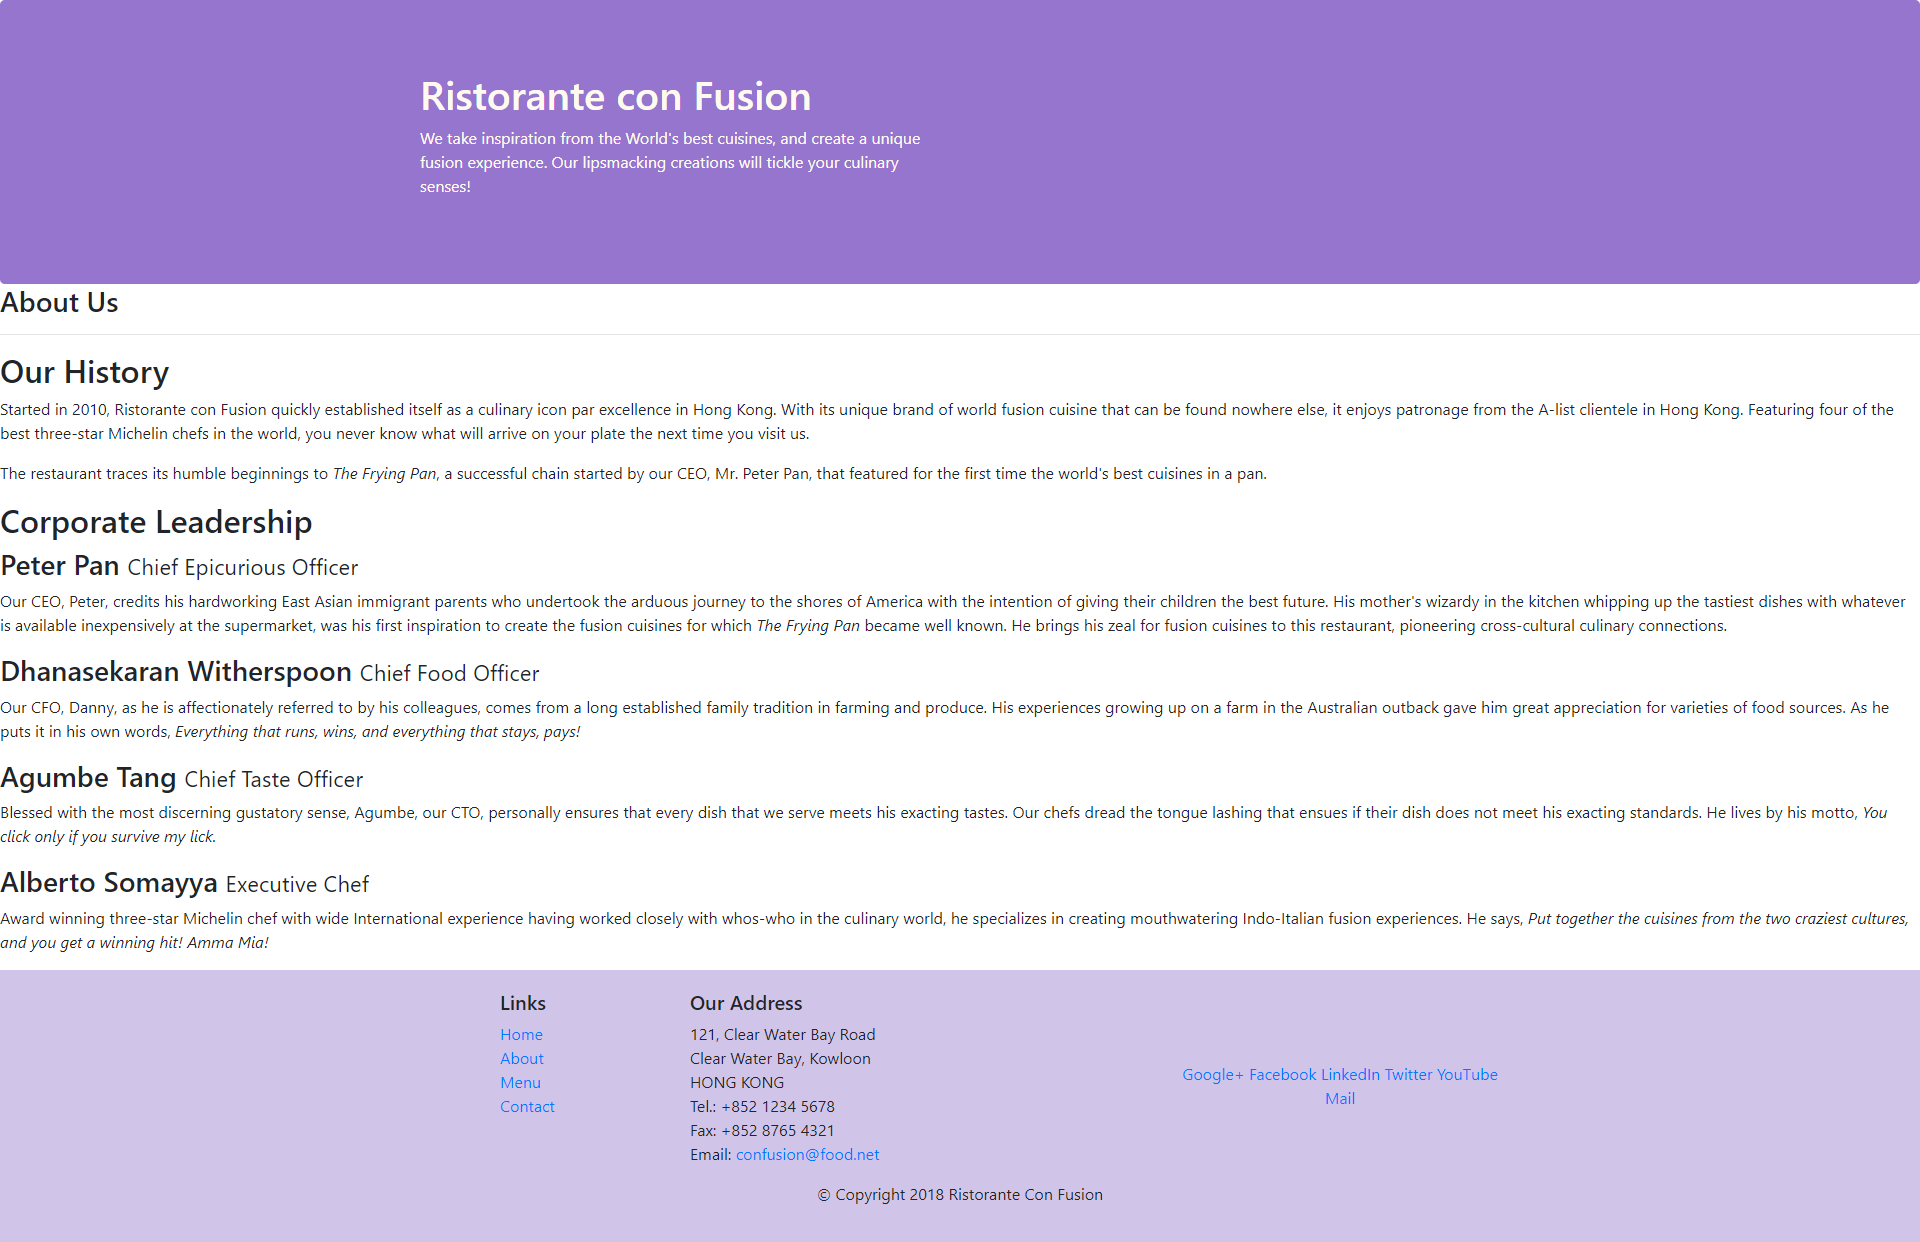 Ristorante con Fusion
We take inspiration from the World's best cuisines, and create a unique
fusion experience. Our lipsmacking creations will tickle your culinary
senses!
About Us
Our History
Started in 2010, Ristorante con Fusion quickly established itself as a culinary icon par excellence in Hong Kong. With its unique brand of world fusion cuisine that can be found nowhere else, it enjoys patronage from the A-list clientele in Hong Kong. Featuring four of the
best three-star Michelin chefs in the world, you never know what will arrive on your plate the next time you visit us.
The restaurant traces its humble beginnings to The Frying Pan, a successful chain started by our CEO, Mr. Peter Pan, that featured for the first time the world's best cuisines in a pan.
Corporate Leadership
Peter Pan Chief Epicurious Officer
Our CEO, Peter, credits his hardworking East Asian immigrant parents who undertook the arduous journey to the shores of America with the intention of giving their children the best future. His mother's wizardy in the kitchen whipping up the tastiest dishes with whatever
is available inexpensively at the supermarket, was his first inspiration to create the fusion cuisines for which The Frying Pan became well known. He brings his zeal for fusion cuisines to this restaurant, pioneering cross-cultural culinary connections.
Dhanasekaran Witherspoon Chief Food Officer
Our CFO, Danny, as he is affectionately referred to by his colleagues, comes from a long established family tradition in farming and produce. His experiences growing up on a farm in the Australian outback gave him great appreciation for varieties of food sources. As he
puts it in his own words, Everything that runs, wins, and everything that stays, pays!
Agumbe Tang Chief Taste Officer
Blessed with the most discerning gustatory sense, Agumbe, our CTO, personally ensures that every dish that we serve meets his exacting tastes. Our chefs dread the tongue lashing that ensues if their dish does not meet his exacting standards. He lives by his motto, You
click only if you survive my lick.
Alberto Somayya Executive Chef
Award winning three-star Michelin chef with wide International experience having worked closely with whos-who in the culinary world, he specializes in creating mouthwatering Indo-Italian fusion experiences. He says, Put together the cuisines from the two craziest cultures,
and you get a winning hit! Amma Mia!
Links
Home
About
Menu
Contact
Our Address
121, Clear Water Bay Road
Clear Water Bay, Kowloon
HONG KONG
Tel.: +852 1234 5678
Fax: +852 8765 4321
Email: confusion@food.net
Google+ Facebook LinkedIn Twitter YouTube
Mail
© Copyright 2018 Ristorante Con Fusion